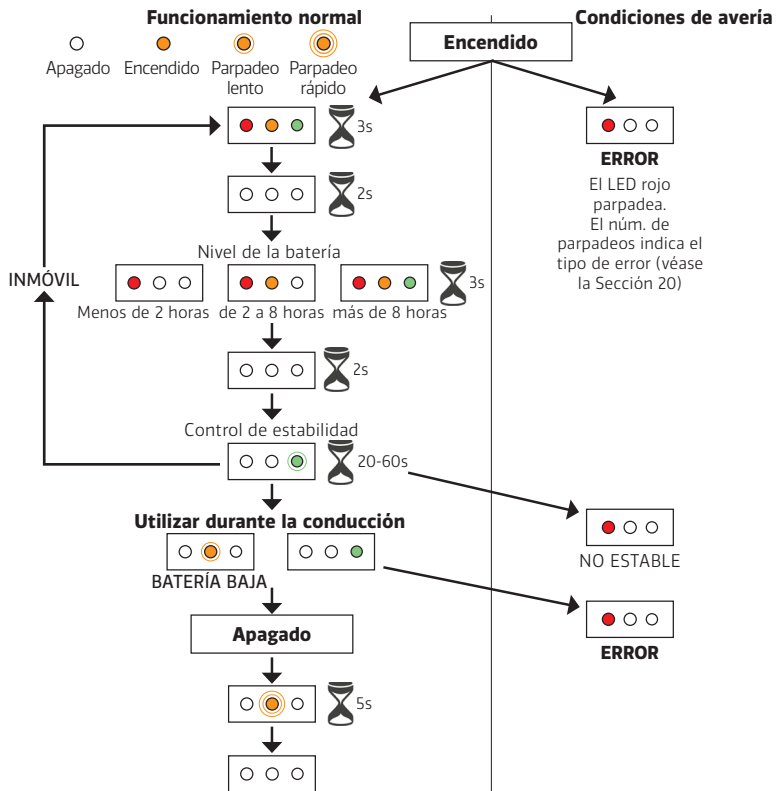 Funcionamiento normal
Condiciones de avería
Encendido
Apagado
Encendido
Parpadeo
lento
Parpadeo
rápido
3s
ERROR
El LED rojo
parpadea.
El núm. de
parpadeos indica el
tipo de error (véase
la Sección 20)
2s
Nivel de la batería
INMÓVIL
3s
Menos de 2 horas
de 2 a 8 horas
más de 8 horas
2s
Control de estabilidad
20-60s
Utilizar durante la conducción
NO ESTABLE
BATERÍA BAJA
Apagado
ERROR
5s